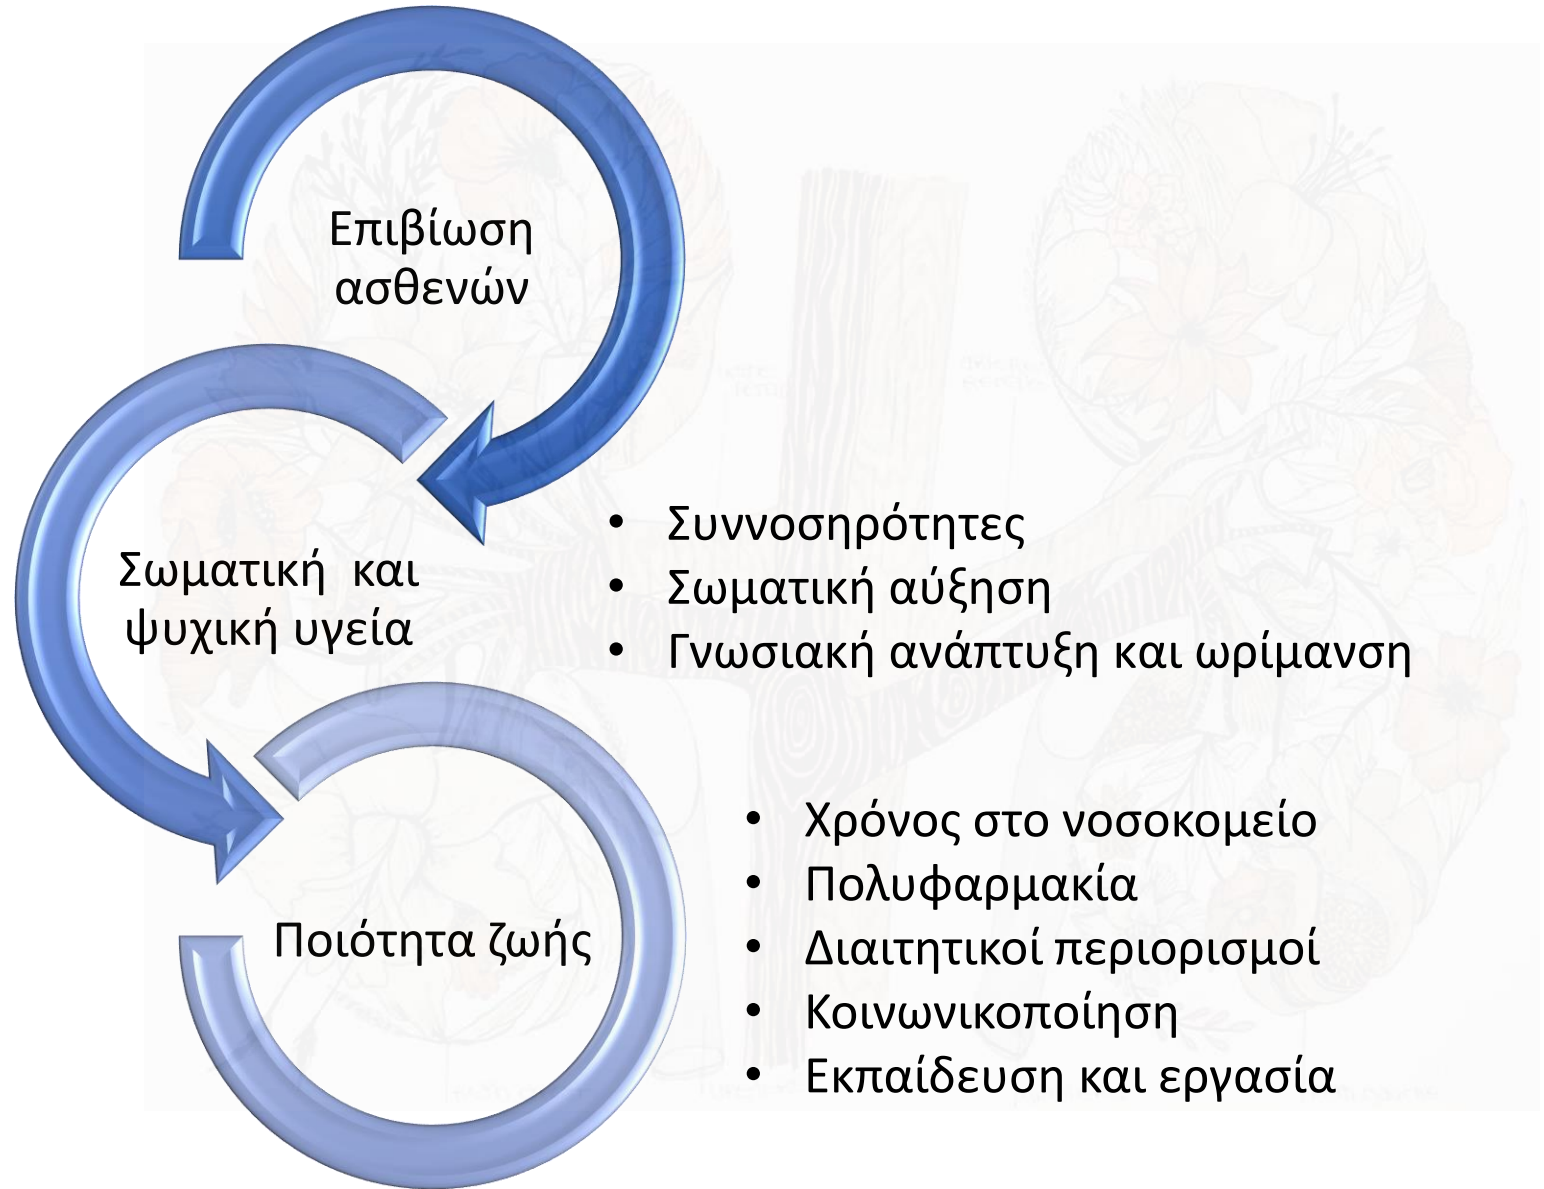 Επιβίωση
ασθενών
Σωματική και
ψυχική υγεία
• Συννοσηρότητες
• Σωματική αύξηση
• Γνωσιακή ανάπτυξη και ωρίμανση
Ποιότητα ζωής
• Χρόνος στο νοσοκομείο
• Πολυφαρμακία
• Διαιτητικοί περιορισμοί
• Κοινωνικοποίηση
• Εκπαίδευση και εργασία